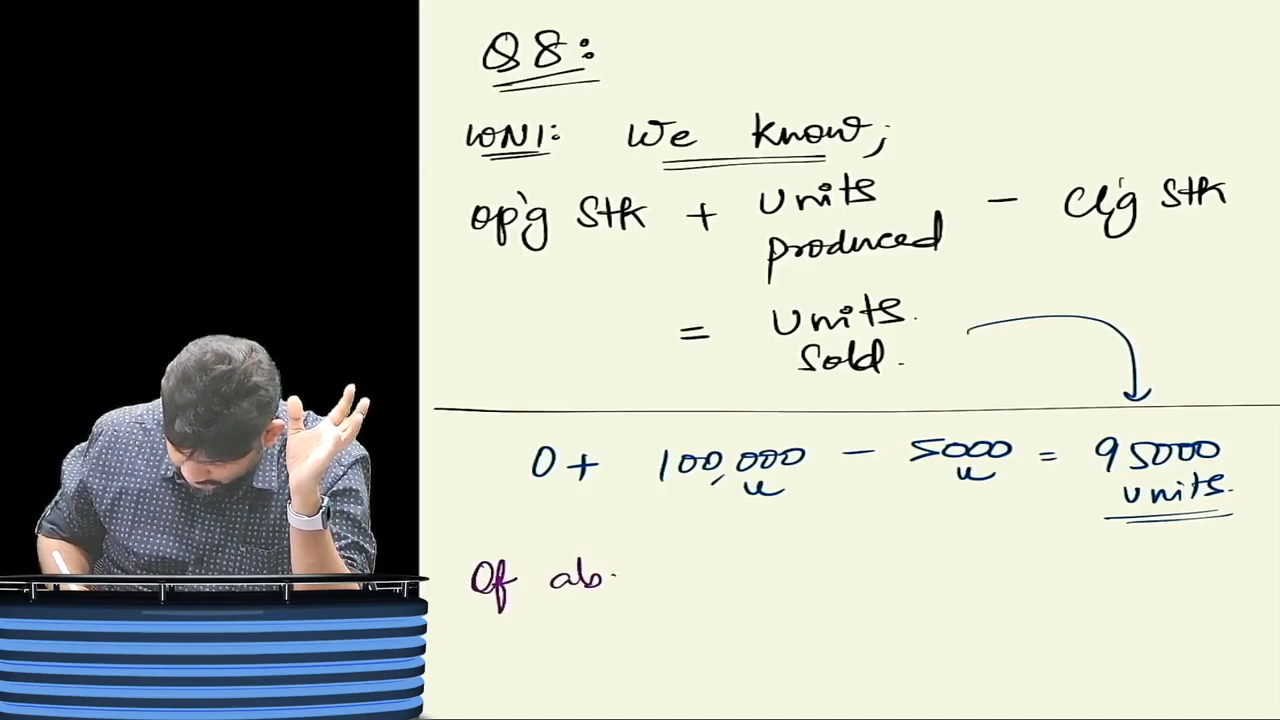 Q8:
WN1: We know;
op'g Stk + Units produced - Cl'g Stk
= Units sold.
0 + 100,000 u - 5000 u = 95000 units.
Of ab